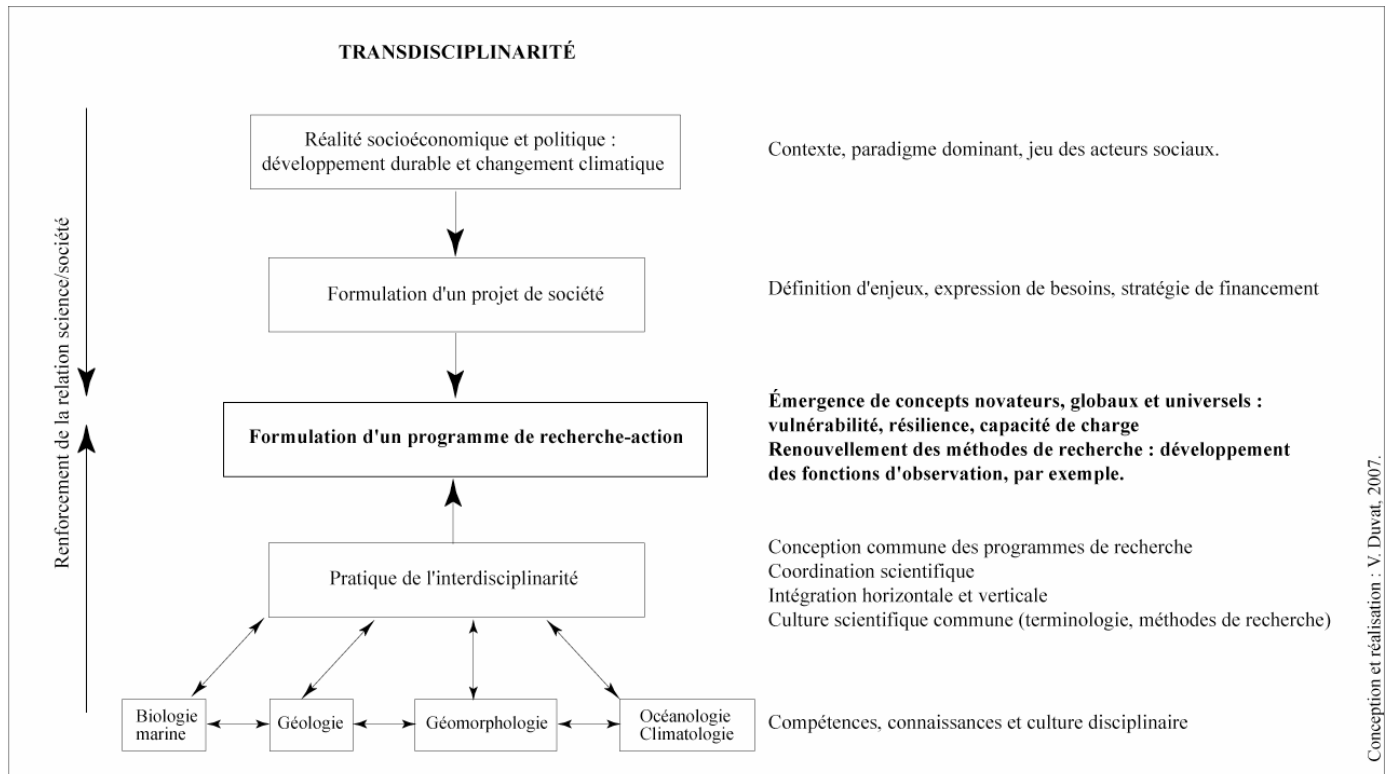 TRANSDISCIPLINARITÉ
Réalité socioéconomique et politique :
développement durable et changement climatique
Contexte, paradigme dominant, jeu des acteurs sociaux.
Formulation d'un projet de société
Définition d'enjeux, expression de besoins, stratégie de financement
Renforcement de la relation science/société
Formulation d'un programme de recherche-action
Émergence de concepts novateurs, globaux et universels :
vulnérabilité, résilience, capacité de charge
Renouvellement des méthodes de recherche : développement
des fonctions d'observation, par exemple.
Pratique de l'interdisciplinarité
Conception commune des programmes de recherche
Coordination scientifique
Intégration horizontale et verticale
Culture scientifique commune (terminologie, méthodes de recherche)
Biologie
marine
Géologie
Géomorphologie
Océanologie
Climatologie
Compétences, connaissances et culture disciplinaire
Conception et réalisation : V. Duvat, 2007.